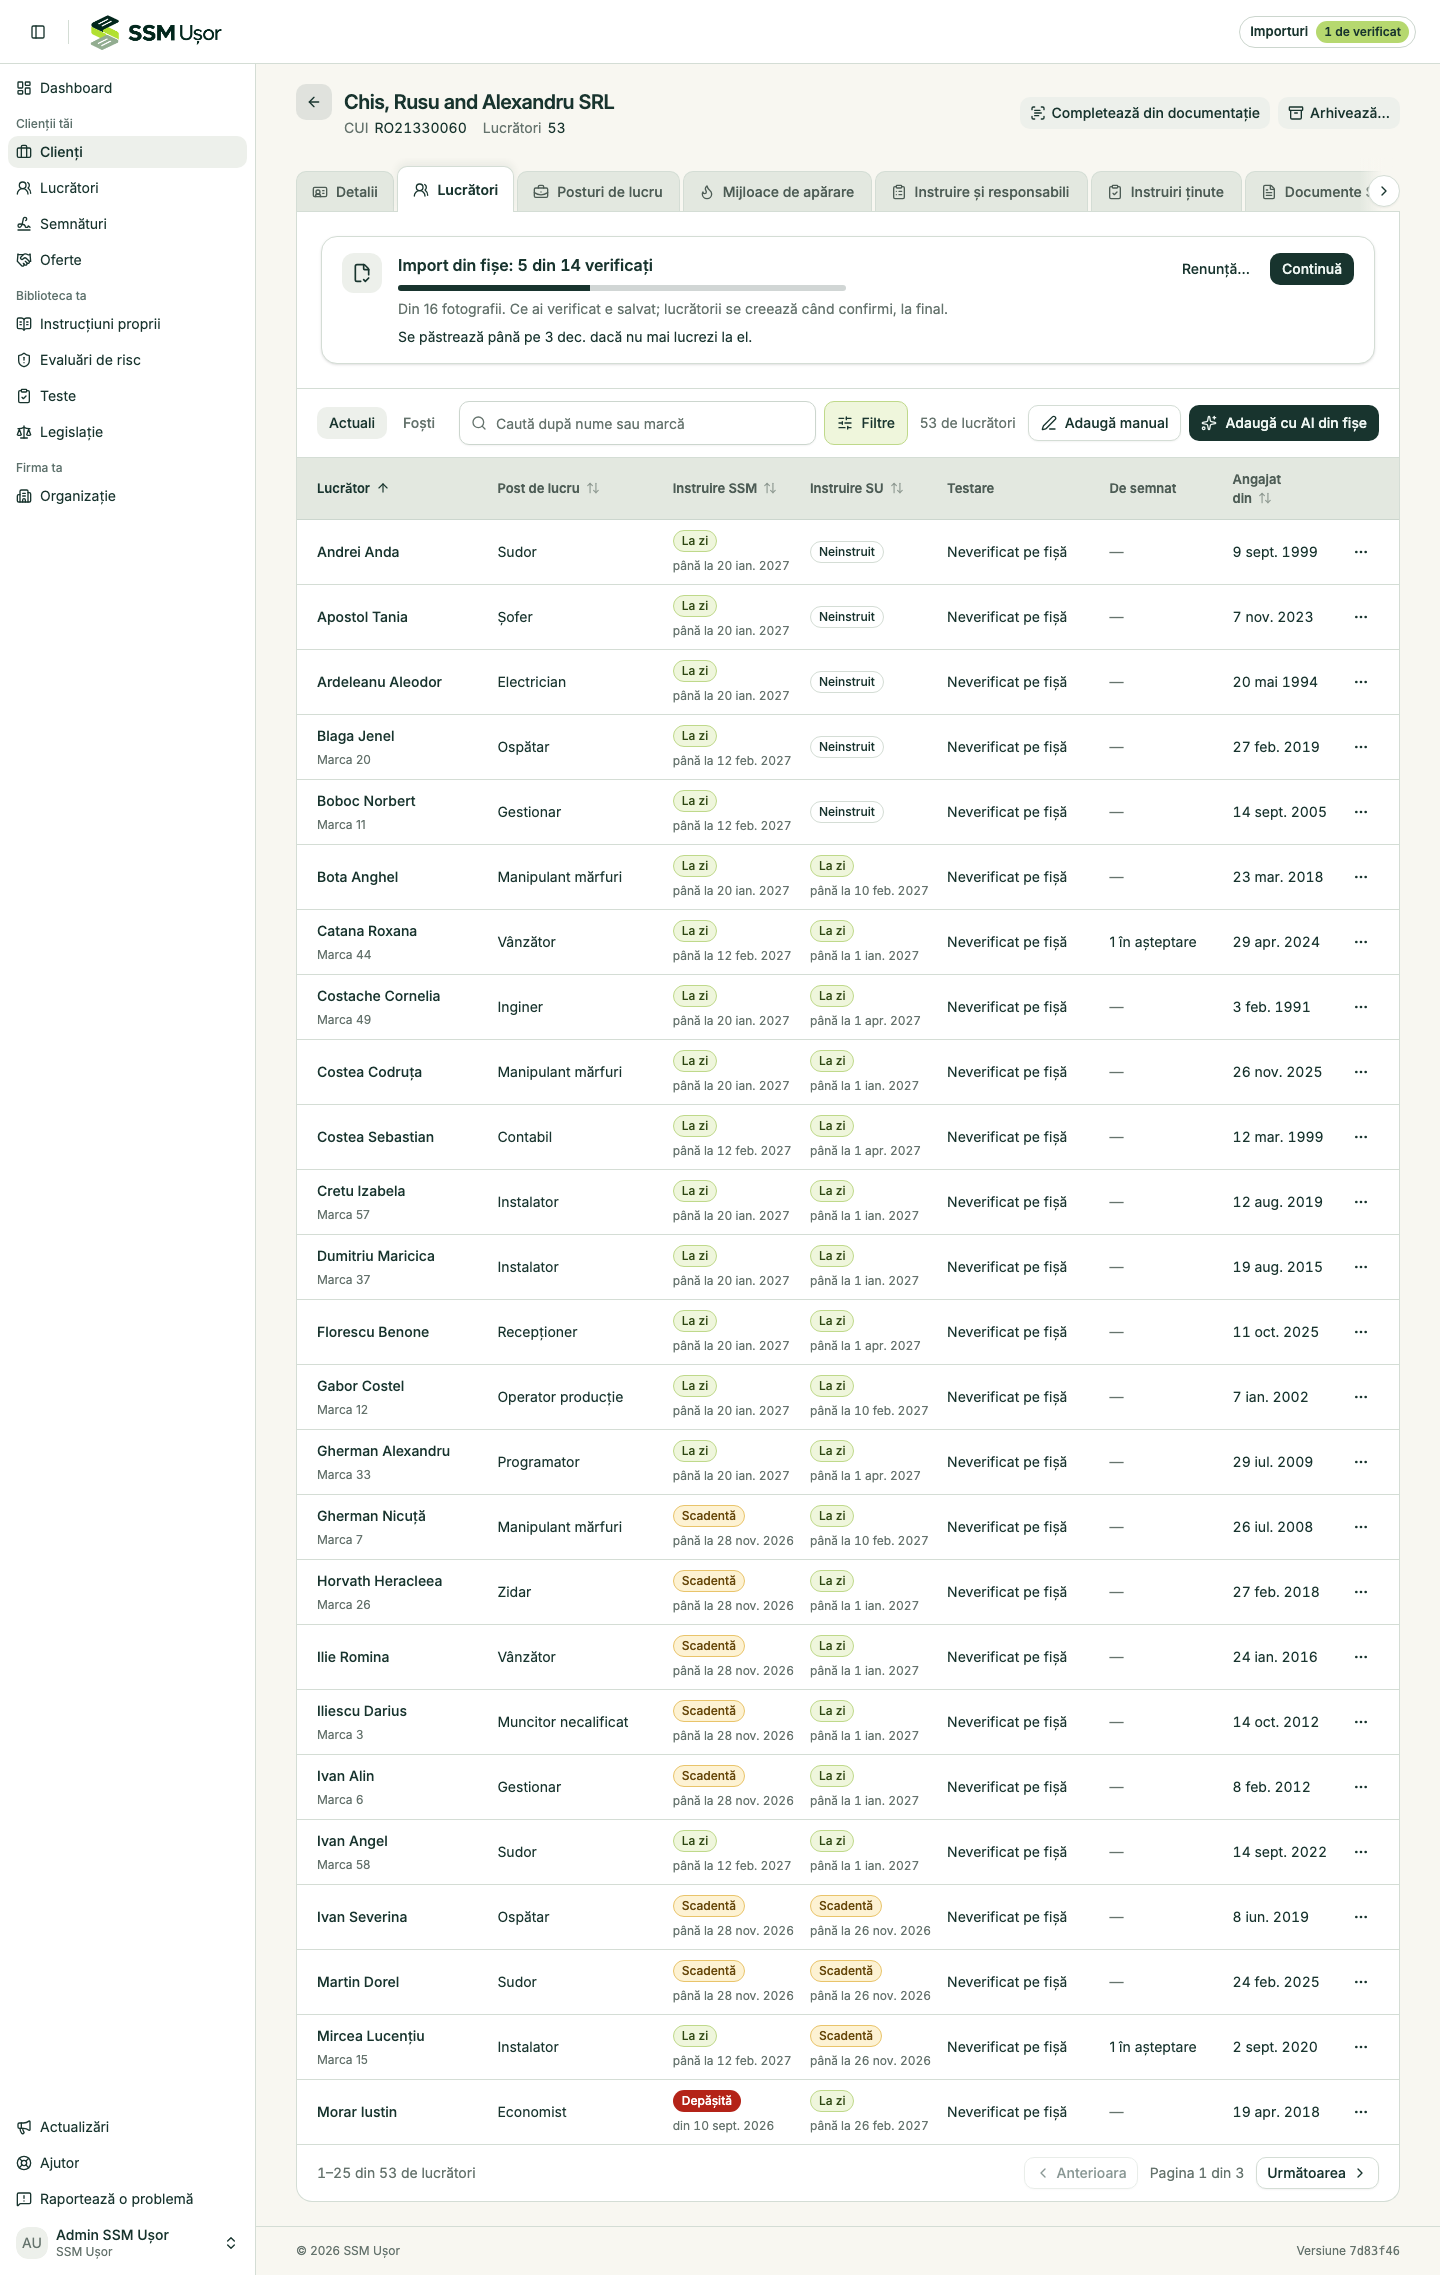 SSM Ușor
Importuri 1 de verificat
Dashboard
Clienții tăi
Clienți
Lucrători
Semnături
Oferte
Biblioteca ta
Instrucțiuni proprii
Evaluări de risc
Teste
Legislație
Firma ta
Organizație
Chis, Rusu and Alexandru SRL
CUI RO21330060 Lucrători 53
Completează din documentație
Arhivează...
Detalii
Lucrători
Posturi de lucru
Mijloace de apărare
Instruire și responsabili
Instruiri ținute
Documente
Import din fișe: 5 din 14 verificați
Renunță...
Continuă
Din 16 fotografii. Ce ai verificat e salvat; lucrătorii se creează când confirmi, la final.
Se păstrează până pe 3 dec. dacă nu mai lucrezi la el.
Actuali
Foști
Caută după nume sau marcă
Filtre
53 de lucrători
Adaugă manual
Adaugă cu AI din fișe
Lucrător Post de lucru Instruire SSM Instruire SU Testare De semnat Angajat din
Andrei Anda Sudor La zi până la 20 ian. 2027 Neinstruit Neverificat pe fișă — 9 sept. 1999
Apostol Tania Șofer La zi până la 20 ian. 2027 Neinstruit Neverificat pe fișă — 7 nov. 2023
Ardeleanu Aleodor Electrician La zi până la 20 ian. 2027 Neinstruit Neverificat pe fișă — 20 mai 1994
Blaga Jenel Marca 20 Ospătar La zi până la 12 feb. 2027 Neinstruit Neverificat pe fișă — 27 feb. 2019
Boboc Norbert Marca 11 Gestionar La zi până la 12 feb. 2027 Neinstruit Neverificat pe fișă — 14 sept. 2005
Bota Anghel Manipulant mărfuri La zi până la 20 ian. 2027 La zi până la 10 feb. 2027 Neverificat pe fișă — 23 mar. 2018
Catana Roxana Marca 44 Vânzător La zi până la 12 feb. 2027 La zi până la 1 ian. 2027 Neverificat pe fișă 1 în așteptare 29 apr. 2024
Costache Cornelia Marca 49 Inginer La zi până la 20 ian. 2027 La zi până la 1 apr. 2027 Neverificat pe fișă — 3 feb. 1991
Costea Codruța Manipulant mărfuri La zi până la 20 ian. 2027 La zi până la 1 ian. 2027 Neverificat pe fișă — 26 nov. 2025
Costea Sebastian Contabil La zi până la 12 feb. 2027 La zi până la 1 apr. 2027 Neverificat pe fișă — 12 mar. 1999
Cretu Izabela Marca 57 Instalator La zi până la 20 ian. 2027 La zi până la 1 ian. 2027 Neverificat pe fișă — 12 aug. 2019
Dumitriu Maricica Marca 37 Instalator La zi până la 20 ian. 2027 La zi până la 1 ian. 2027 Neverificat pe fișă — 19 aug. 2015
Florescu Benone Recepționer La zi până la 20 ian. 2027 La zi până la 1 apr. 2027 Neverificat pe fișă — 11 oct. 2025
Gabor Costel Marca 12 Operator producție La zi până la 20 ian. 2027 La zi până la 10 feb. 2027 Neverificat pe fișă — 7 ian. 2002
Gherman Alexandru Marca 33 Programator La zi până la 20 ian. 2027 La zi până la 1 apr. 2027 Neverificat pe fișă — 29 iul. 2009
Gherman Nicuță Marca 7 Manipulant mărfuri Scadentă până la 28 nov. 2026 La zi până la 10 feb. 2027 Neverificat pe fișă — 26 iul. 2008
Horvath Heracleea Marca 26 Zidar Scadentă până la 28 nov. 2026 La zi până la 1 ian. 2027 Neverificat pe fișă — 27 feb. 2018
Ilie Romina Vânzător Scadentă până la 28 nov. 2026 La zi până la 1 ian. 2027 Neverificat pe fișă — 24 ian. 2016
Iliescu Darius Marca 3 Muncitor necalificat Scadentă până la 28 nov. 2026 La zi până la 1 ian. 2027 Neverificat pe fișă — 14 oct. 2012
Ivan Alin Marca 6 Gestionar Scadentă până la 28 nov. 2026 La zi până la 1 ian. 2027 Neverificat pe fișă — 8 feb. 2012
Ivan Angel Marca 58 Sudor La zi până la 12 feb. 2027 La zi până la 1 ian. 2027 Neverificat pe fișă — 14 sept. 2022
Ivan Severina Ospătar Scadentă până la 28 nov. 2026 Scadentă până la 26 nov. 2026 Neverificat pe fișă — 8 iun. 2019
Martin Dorel Sudor Scadentă până la 28 nov. 2026 Scadentă până la 26 nov. 2026 Neverificat pe fișă — 24 feb. 2025
Mircea Lucențiu Marca 15 Instalator La zi până la 12 feb. 2027 Scadentă până la 26 nov. 2026 Neverificat pe fișă 1 în așteptare 2 sept. 2020
Morar Iustin Economist Depășită din 10 sept. 2026 La zi până la 26 feb. 2027 Neverificat pe fișă — 19 apr. 2018
1–25 din 53 de lucrători
Anterioara
Pagina 1 din 3
Următoarea
Actualizări
Ajutor
Raportează o problemă
AU Admin SSM Ușor
SSM Ușor
© 2026 SSM Ușor
Versiune 7d83f46